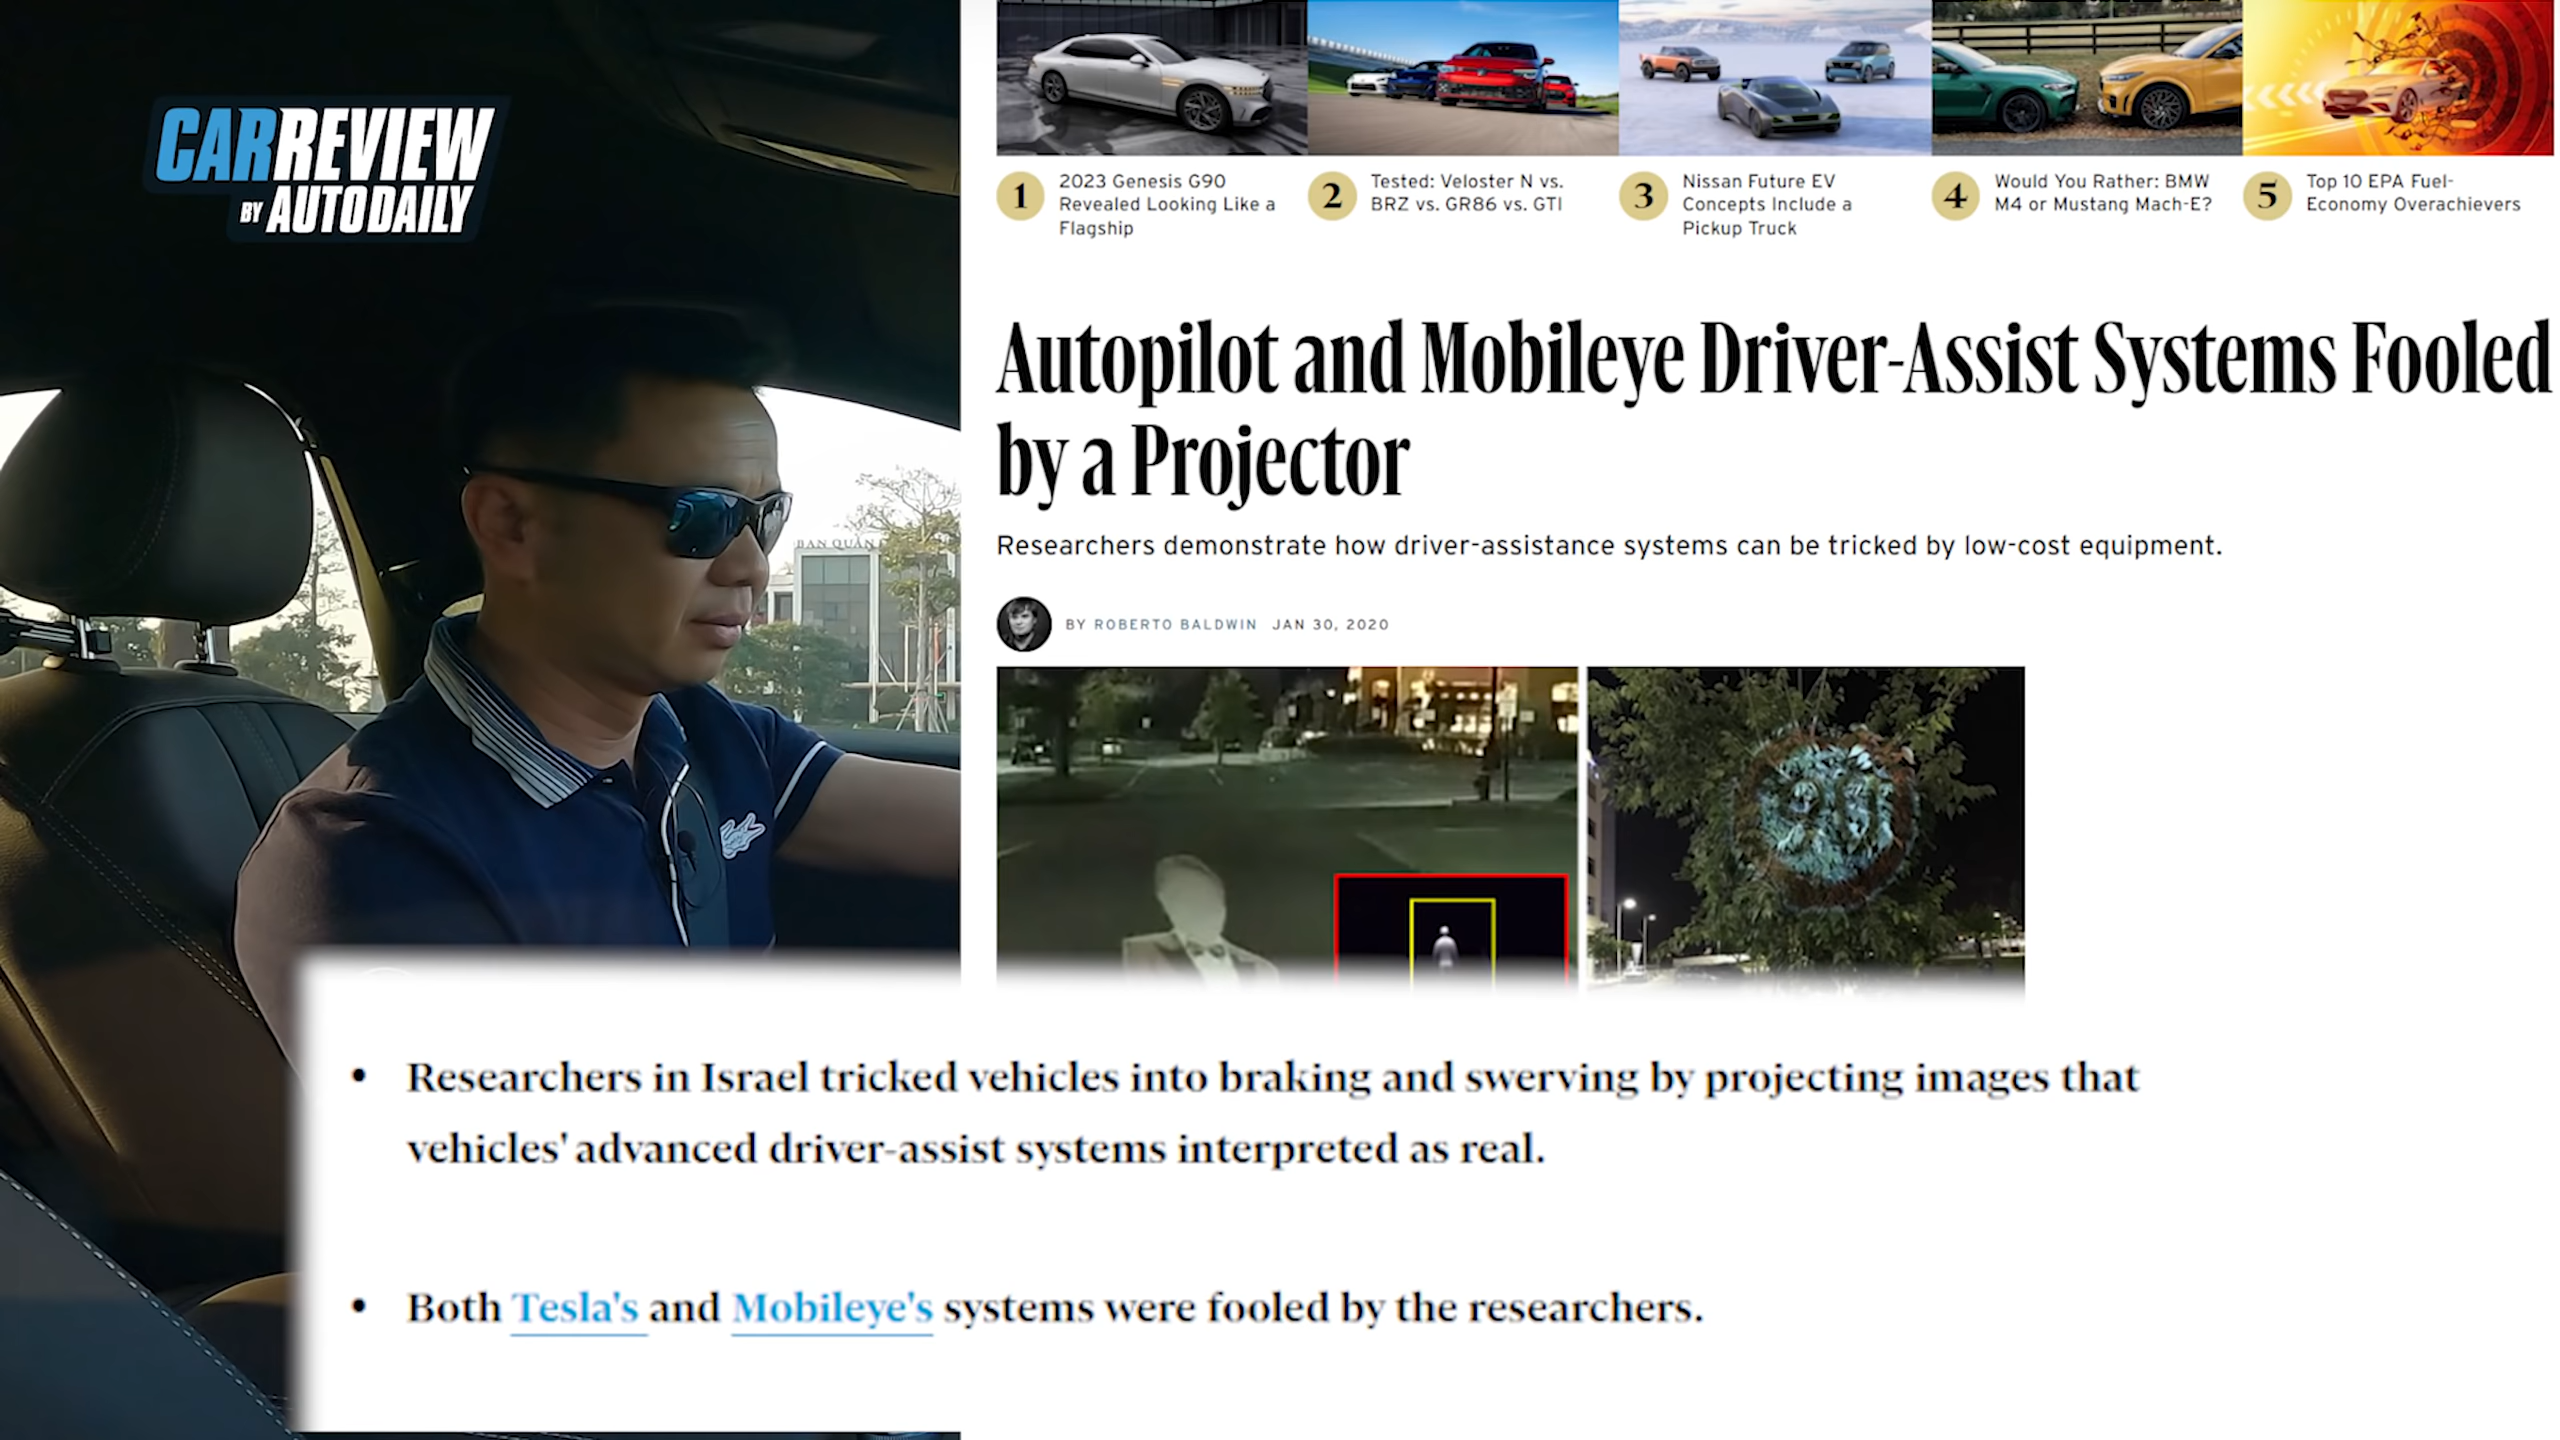 CARREVIEW
BY AUTODAILY
1
2023 Genesis G90
Revealed Looking Like a
Flagship
2
Tested: Veloster N vs.
BRZ vs. GR86 vs. GTI
3
Nissan Future EV
Concepts Include a
Pickup Truck
4
Would You Rather: BMW
M4 or Mustang Mach-E?
5
Top 10 EPA Fuel-
Economy Overachievers
Autopilot and Mobileye Driver-Assist Systems Fooled
by a Projector
Researchers demonstrate how driver-assistance systems can be tricked by low-cost equipment.
BY ROBERTO BALDWIN JAN 30, 2020
BAN QUẢN
90
• Researchers in Israel tricked vehicles into braking and swerving by projecting images that
vehicles' advanced driver-assist systems interpreted as real.
• Both Tesla's and Mobileye's systems were fooled by the researchers.